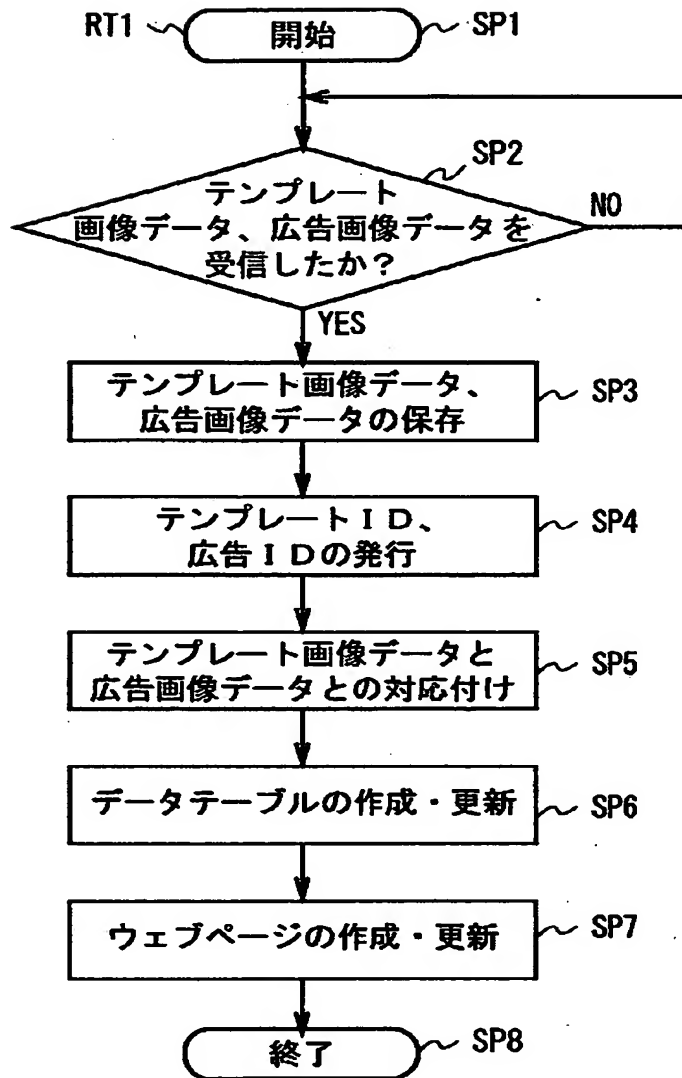 RT1 開始 SP1
SP2
テンプレート
画像データ、広告画像データを
受信したか?
NO
YES
テンプレート画像データ、
広告画像データの保存
SP3
テンプレートID、
広告IDの発行
SP4
テンプレート画像データと
広告画像データとの対応付け
SP5
データテーブルの作成・更新
SP6
ウェブページの作成・更新
SP7
終了 SP8